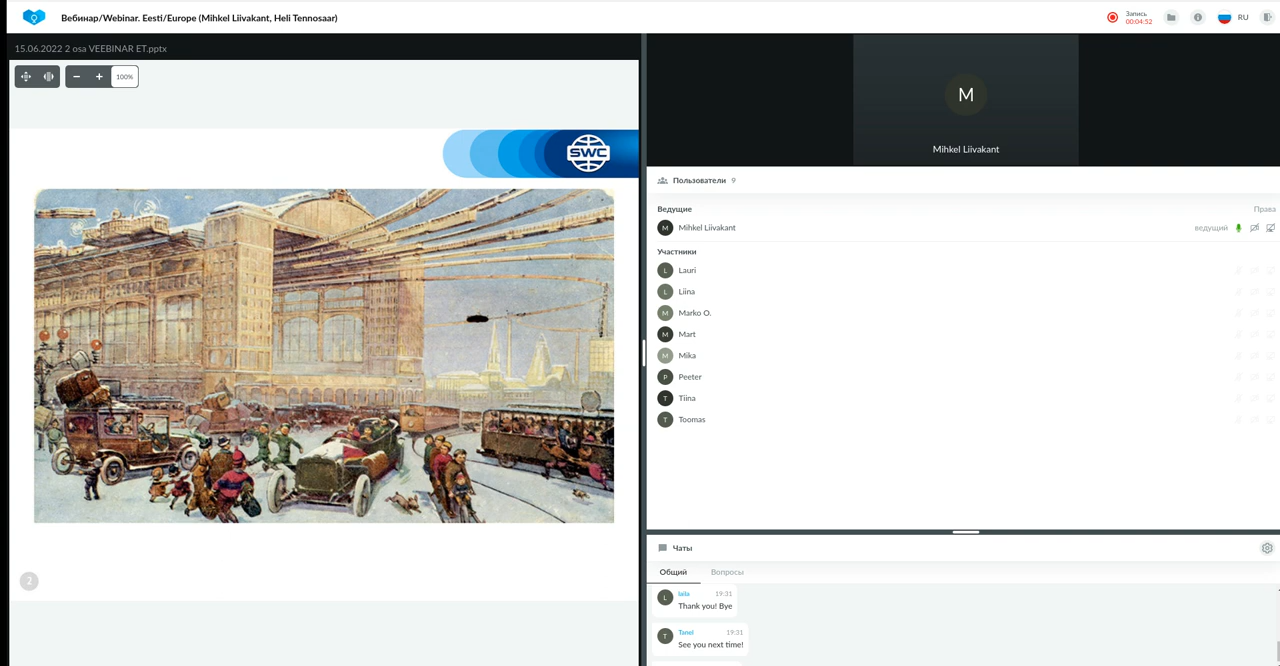 Вебинар/Webinar. Eesti/Europe (Mihkel Liivakant, Heli Tennosaar)
Запись
00:04:52
RU
15.06.2022 2 osa VEEBINAR ET.pptx
100%
SWC
2
M
Mihkel Liivakant
Пользователи 9
Ведущие Права
M Mihkel Liivakant ведущий
Участники
L Lauri
L Liina
M Marko O.
M Mart
M Mika
P Peeter
T Tiina
T Toomas
Чаты
Общий Вопросы
L laila 19:31
Thank you! Bye
T Tanel 19:31
See you next time!